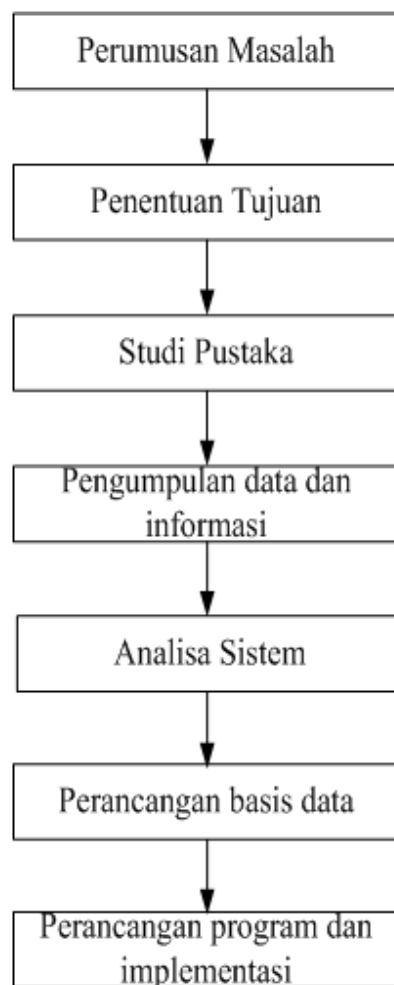 Perumusan Masalah
Penentuan Tujuan
Studi Pustaka
Pengumpulan data dan
informasi
Analisa Sistem
Perancangan basis data
Perancangan program dan
implementasi